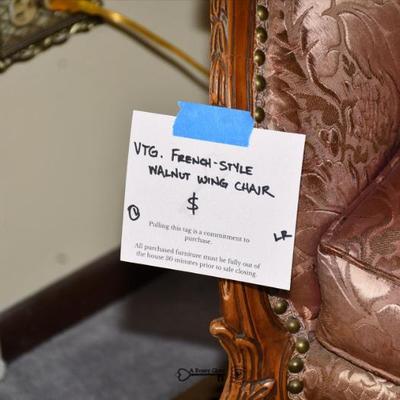 VTG. FRENCH-STYLE
WALNUT WING CHAIR
$
LR
Pulling this tag is a commitment to
purchase.
All purchased furniture must be fully out of
the house 30 minutes prior to sale closing.